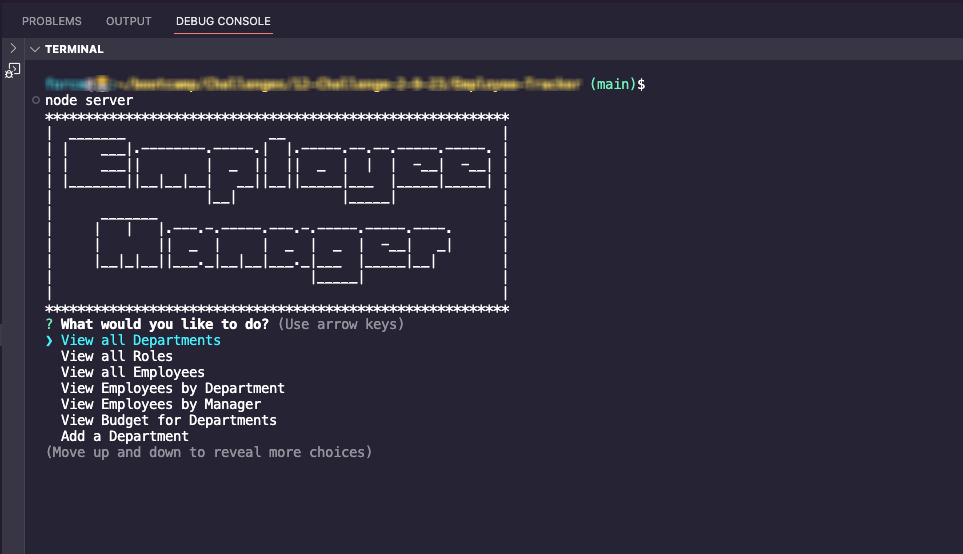 PROBLEMS OUTPUT DEBUG CONSOLE
TERMINAL
(main)$
node server
Employee
Manager
? What would you like to do? (Use arrow keys)
❯ View all Departments
View all Roles
View all Employees
View Employees by Department
View Employees by Manager
View Budget for Departments
Add a Department
(Move up and down to reveal more choices)